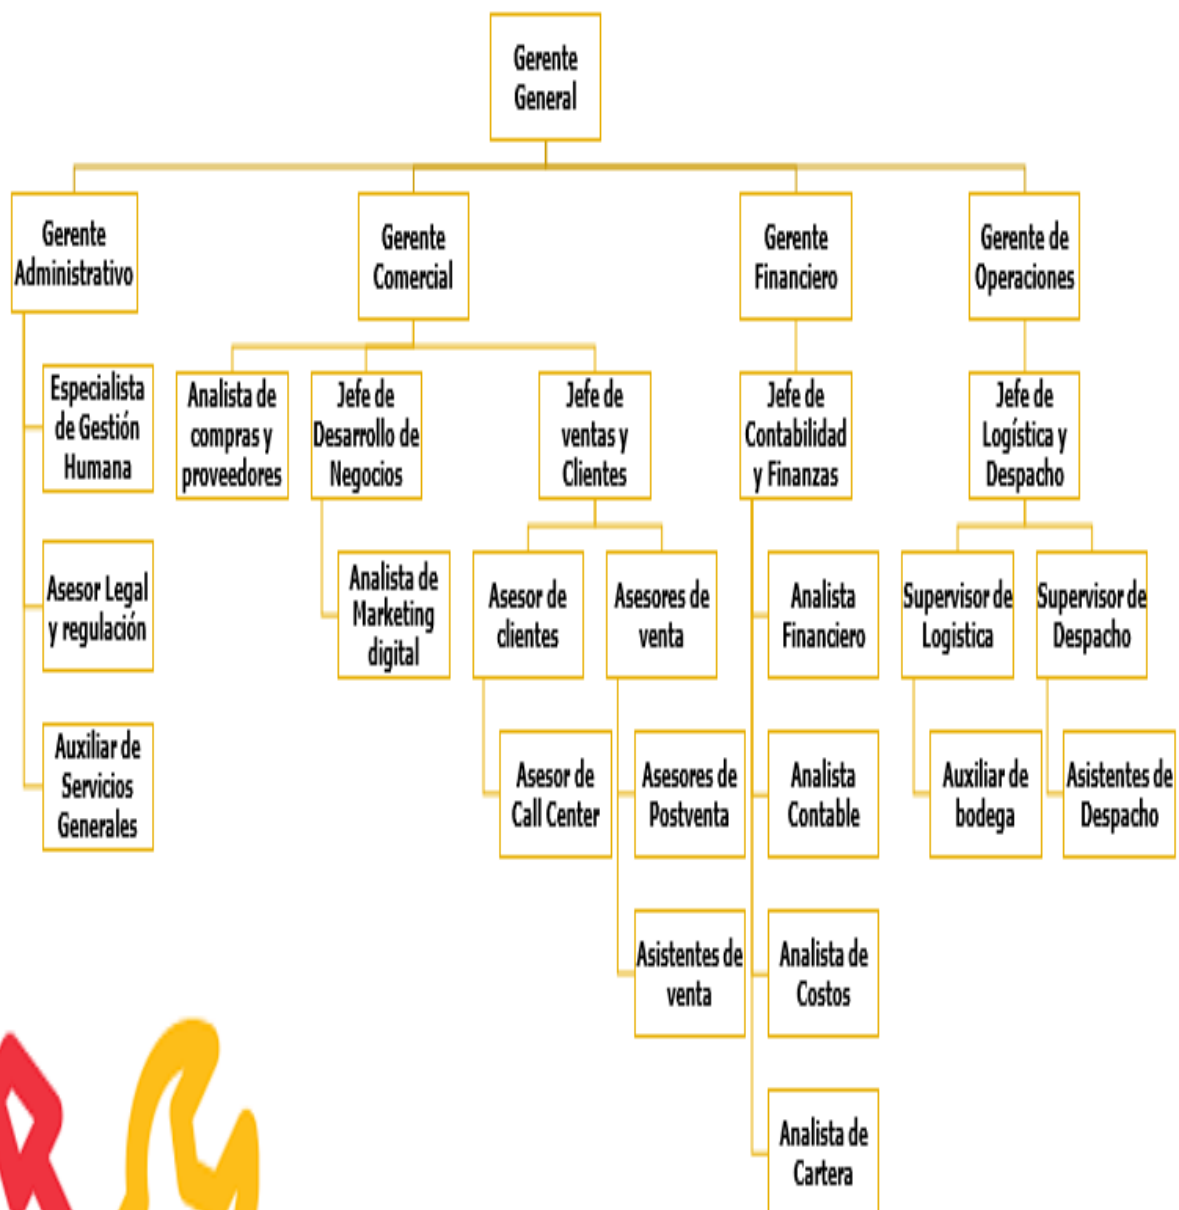 Gerente
General
Gerente
Administrativo
Gerente
Comercial
Gerente
Financiero
Gerente de
Operaciones
Especialista
de Gestión
Humana
Analista de
compras y
proveedores
Jefe de
Desarrollo de
Negocios
Jefe de
ventas y
Clientes
Jefe de
Contabilidad
y Finanzas
Jefe de
Logística y
Despacho
Asesor Legal
y regulación
Analista de
Marketing
digital
Asesor de
clientes
Asesores de
venta
Analista
Financiero
Supervisor de
Logistica
Supervisor de
Despacho
Auxiliar de
Servicios
Generales
Asesor de
Call Center
Asesores de
Postventa
Analista
Contable
Auxiliar de
bodega
Asistentes de
Despacho
Asistentes de
venta
Analista de
Costos
Analista de
Cartera